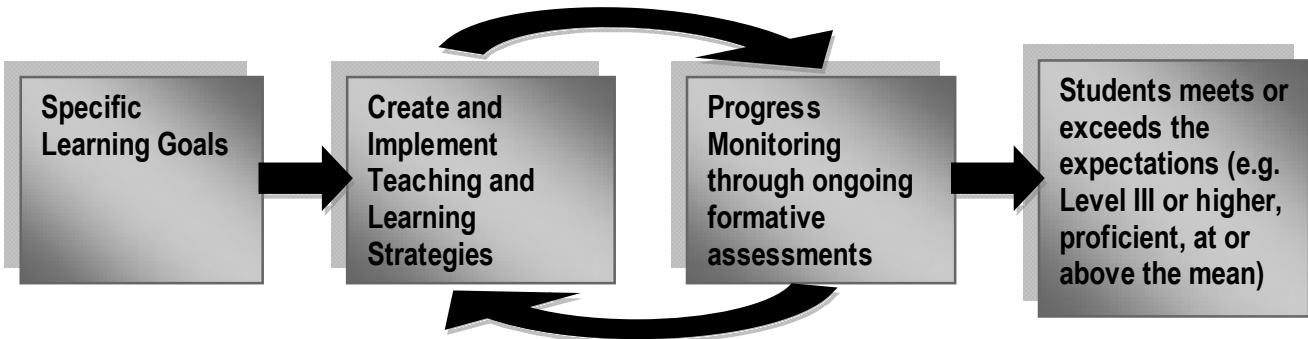 Specific
Learning Goals
Create and
Implement
Teaching and
Learning
Strategies
Progress
Monitoring
through ongoing
formative
assessments
Students meets or
exceeds the
expectations (e.g.
Level III or higher,
proficient, at or
above the mean)